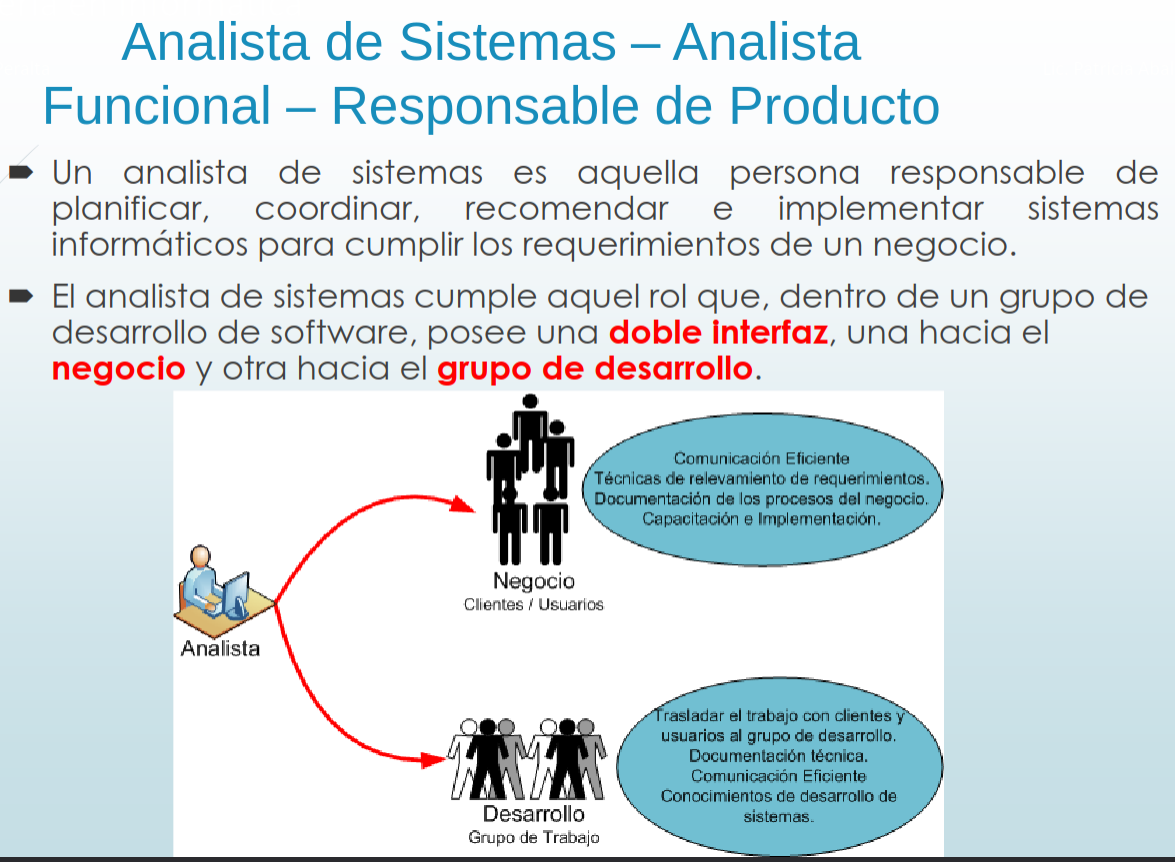 Analista de Sistemas – Analista
Funcional – Responsable de Producto
Un analista de sistemas es aquella persona responsable de
planificar, coordinar, recomendar e implementar sistemas
informáticos para cumplir los requerimientos de un negocio.
El analista de sistemas cumple aquel rol que, dentro de un grupo de
desarrollo de software, posee una doble interfaz, una hacia el
negocio y otra hacia el grupo de desarrollo.
Comunicación Eficiente
Técnicas de relevamiento de requerimientos.
Documentación de los procesos del negocio.
Capacitación e Implementación.
Negocio
Clientes / Usuarios
Analista
Trasladar el trabajo con clientes y
usuarios al grupo de desarrollo.
Documentación técnica.
Comunicación Eficiente
Conocimientos de desarrollo de
sistemas.
Desarrollo
Grupo de Trabajo